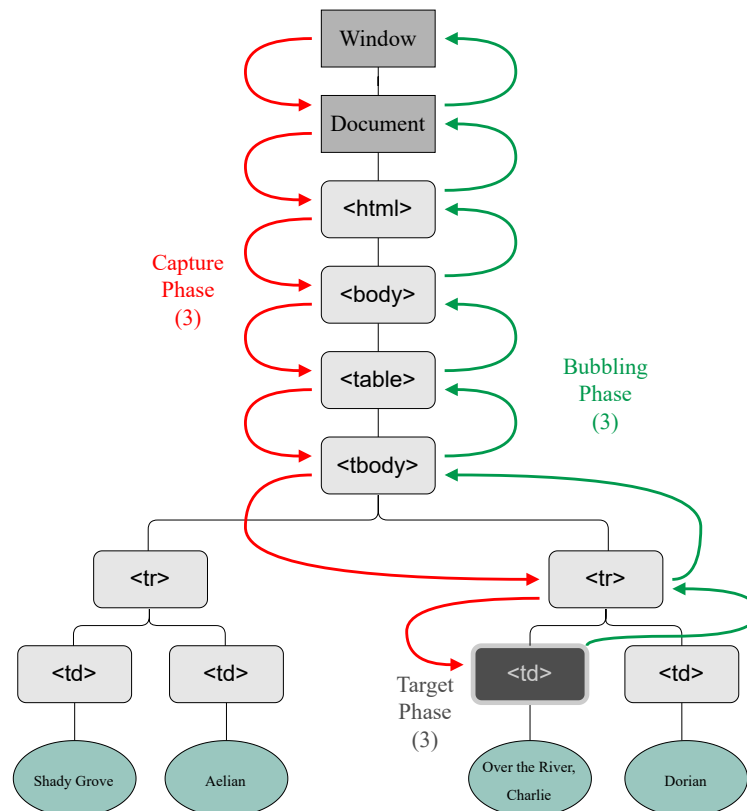 Window
Document
<html>
Capture
Phase
(3)
<body>
<table>
Bubbling
Phase
(3)
<tbody>
<tr>
<tr>
<td>
<td>
Target
Phase
(3)
<td>
<td>
Shady Grove
Aelian
Over the River,
Charlie
Dorian